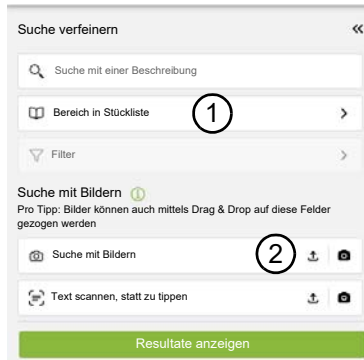 Suche verfeinern
Suche mit einer Beschreibung
Bereich in Stückliste
1
Filter
Suche mit Bildern
Pro Tipp: Bilder können auch mittels Drag & Drop auf diese Felder
gezogen werden
Suche mit Bildern
2
Text scannen, statt zu tippen
Resultate anzeigen